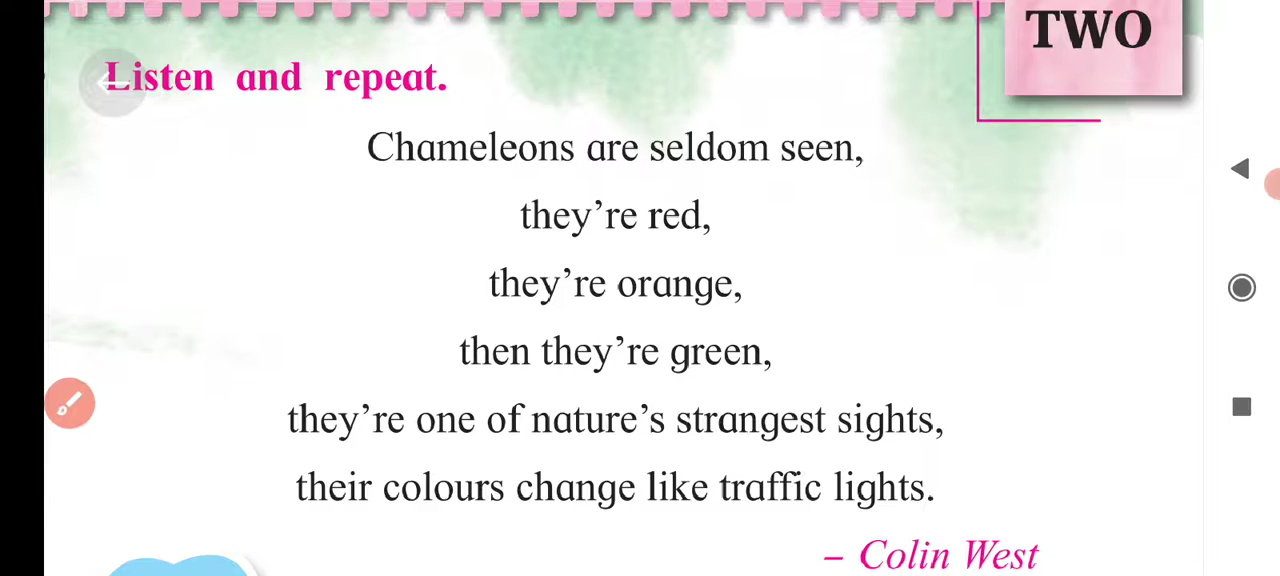 TWO
Listen and repeat.
Chameleons are seldom seen,
they're red,
they're orange,
then they're green,
they're one of nature's strangest sights,
their colours change like traffic lights.
– Colin West